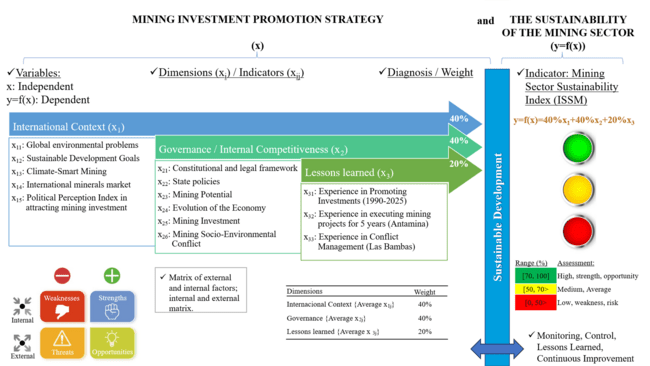 MINING INVESTMENT PROMOTION STRATEGY
and
THE SUSTAINABILITY
OF THE MINING SECTOR
(x)
(y=f(x))
✓Variables:
x: Independent
y=f(x): Dependent
✓Dimensions (xj) / Indicators (xij)
✓Diagnosis / Weight
✓Indicator: Mining
Sector Sustainability
Index (ISSM)
y=f(x)=40%x1+40%x2+20%x3
40%
International Context (x1)
x11: Global environmental problems
x12: Sustainable Development Goals
x13: Climate-Smart Mining
x14: International minerals market
x15: Political Perception Index in
attracting mining investment
40%
Governance / Internal Competitiveness (x2)
x21: Constitutional and legal framework
x22: State policies
x23: Mining Potential
x24: Evolution of the Economy
x25: Mining Investment
x26: Mining Socio-Environmental
Conflict
20%
Lessons learned (x3)
x31: Experience in Promoting
Investments (1990-2025)
x32: Experience in executing mining
projects for 5 years (Antamina)
x33: Experience in Conflict
Management (Las Bambas)
Sustainable Development
Range (%) Assessment:
[70, 100] High, strength, opportunity
[50, 70> Medium, Average
[0, 50> Low, weakness, risk
✓ Monitoring, Control,
Lessons Learned,
Continuous Improvement
Internal
External
Weaknesses
Strengths
Threats
Opportunities
✓ Matrix of external
and internal factors;
internal and external
matrix.
Dimensions Weight
Internacional Context {Average x1j} 40%
Governance {Average x2j} 40%
Lessons learned {Average x 3j} 20%